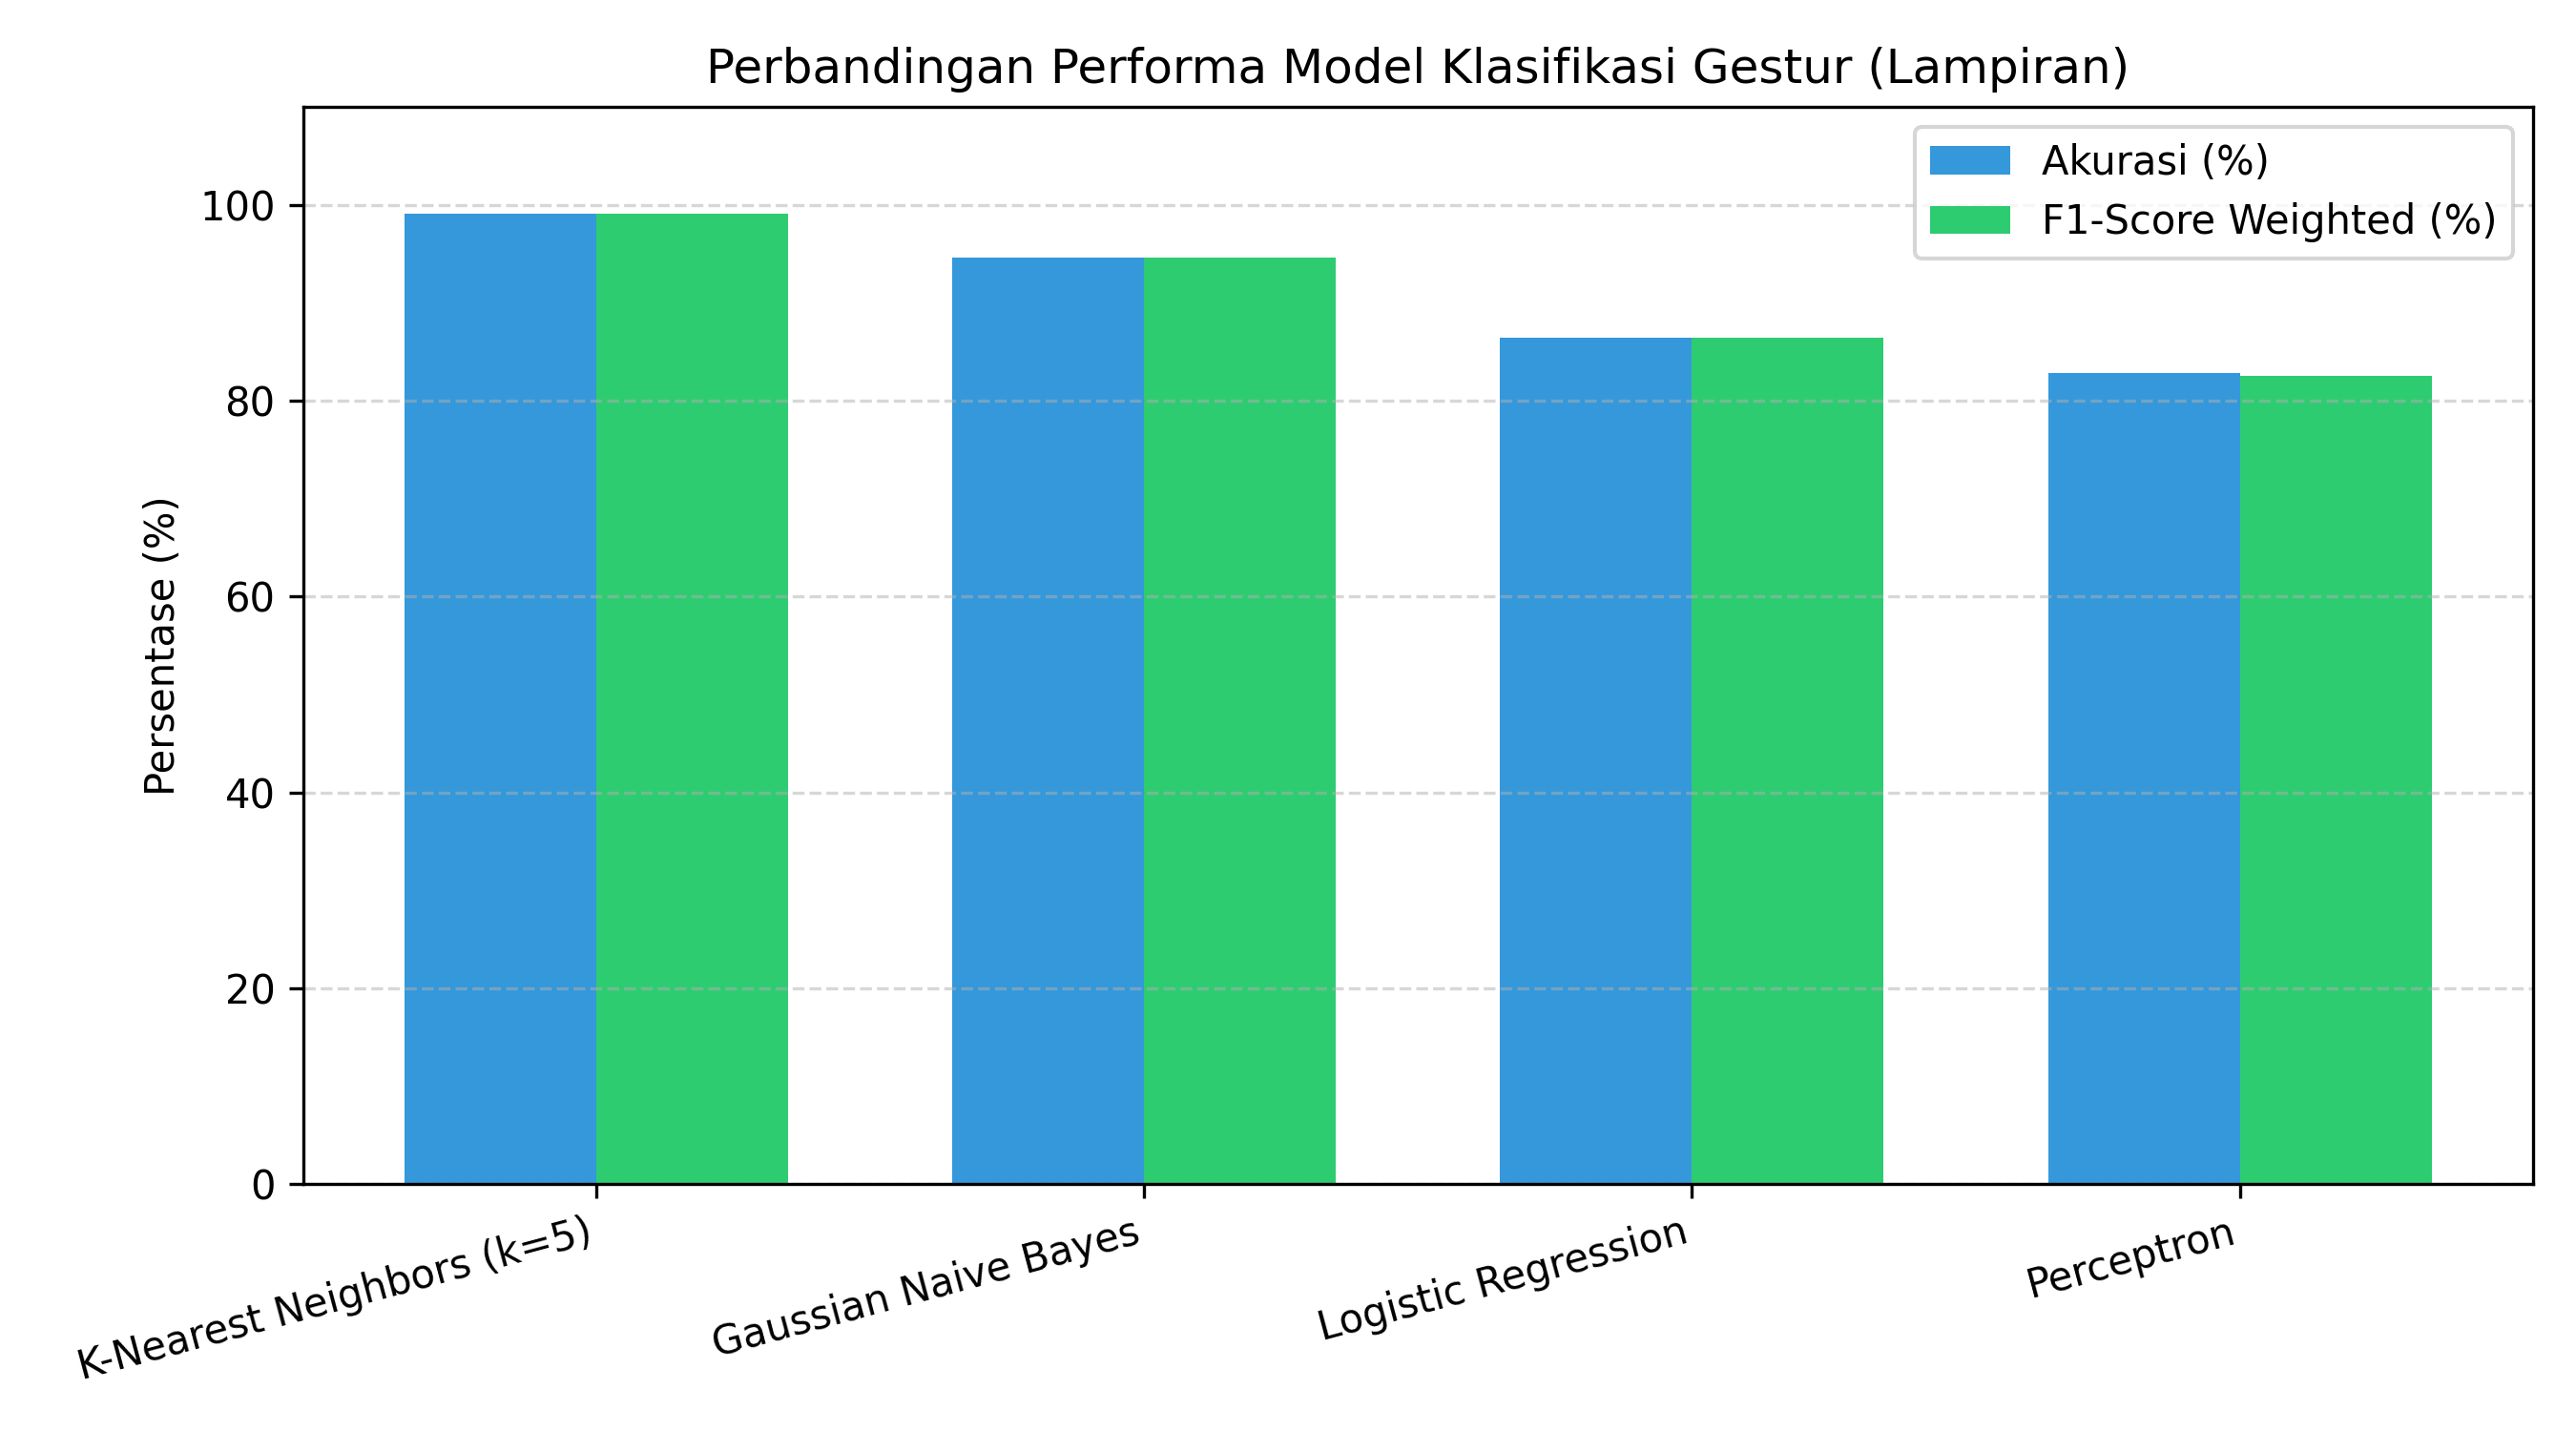 Perbandingan Performa Model Klasifikasi Gestur (Lampiran)
Akurasi (%)
F1-Score Weighted (%)
Persentase (%)
100
80
60
40
20
0
K-Nearest Neighbors (k=5)
Gaussian Naive Bayes
Logistic Regression
Perceptron